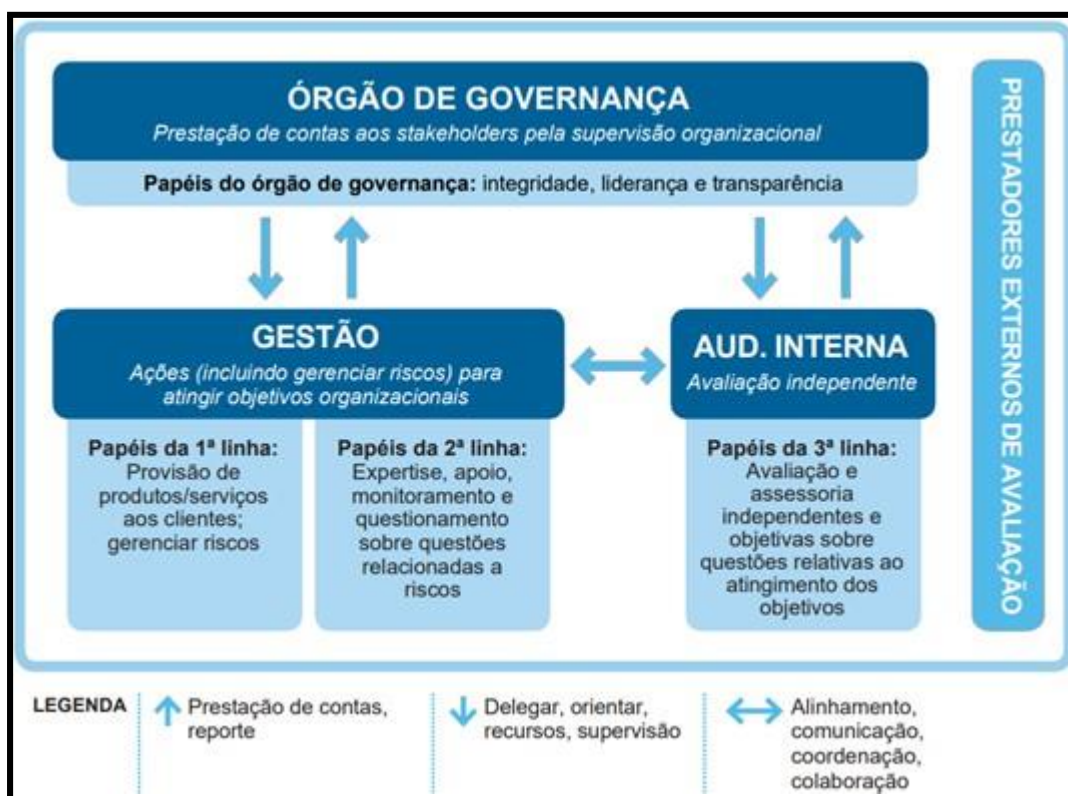 ÓRGÃO DE GOVERNANÇA
Prestação de contas aos stakeholders pela supervisão organizacional
Papéis do órgão de governança: integridade, liderança e transparência
GESTÃO
Ações (incluindo gerenciar riscos) para
atingir objetivos organizacionais
Papéis da 1ª linha:
Provisão de
produtos/serviços
aos clientes;
gerenciar riscos
Papéis da 2ª linha:
Expertise, apoio,
monitoramento e
questionamento
sobre questões
relacionadas a
riscos
AUD. INTERNA
Avaliação independente
Papéis da 3ª linha:
Avaliação e
assessoria
independentes e
objetivas sobre
questões relativas ao
atingimento dos
objetivos
PRESTADORES EXTERNOS DE AVALIAÇÃO
LEGENDA
Prestação de contas,
reporte
Delegar, orientar,
recursos, supervisão
Alinhamento,
comunicação,
coordenação,
colaboração